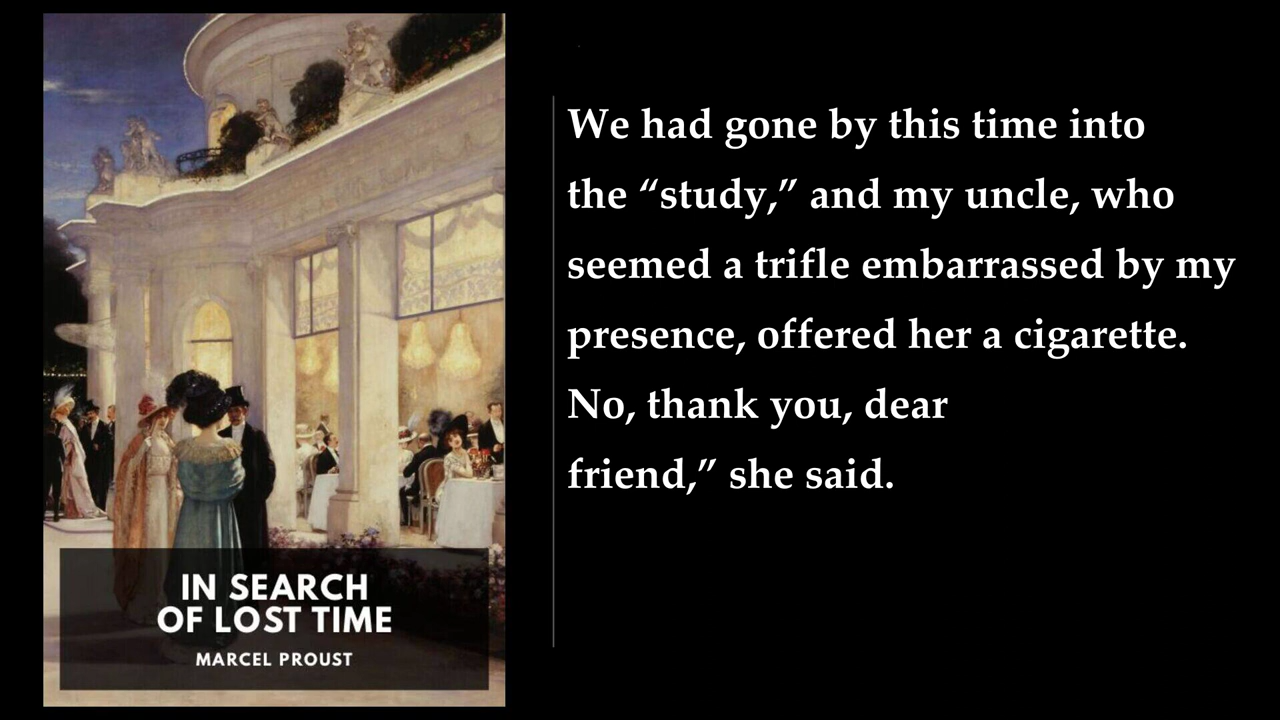 IN SEARCH
OF LOST TIME
MARCEL PROUST
We had gone by this time into
the “study,” and my uncle, who
seemed a trifle embarrassed by my
presence, offered her a cigarette.
No, thank you, dear
friend,” she said.